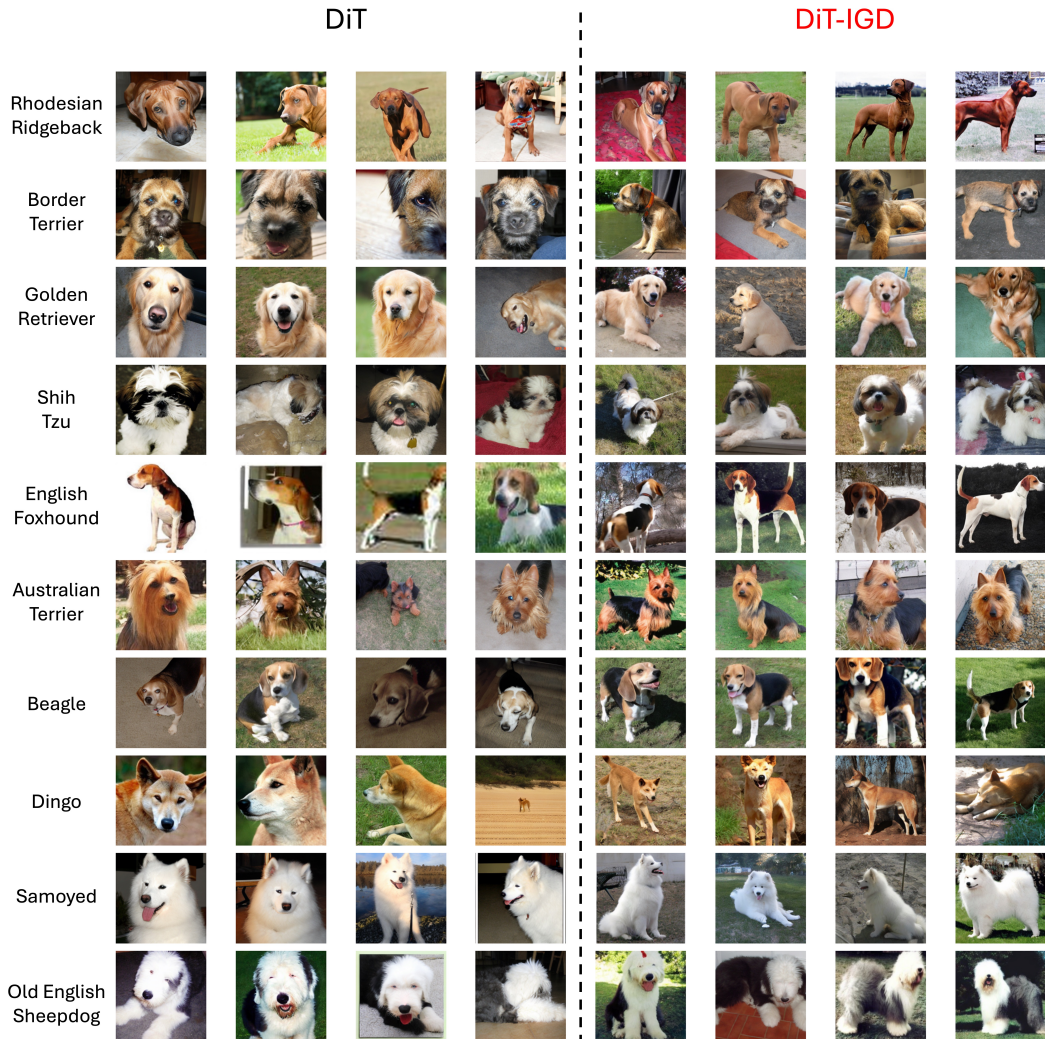 DiT
DiT-IGD
Rhodesian
Ridgeback
Border
Terrier
Golden
Retriever
Shih
Tzu
English
Foxhound
Australian
Terrier
Beagle
Dingo
Samoyed
Old English
Sheepdog